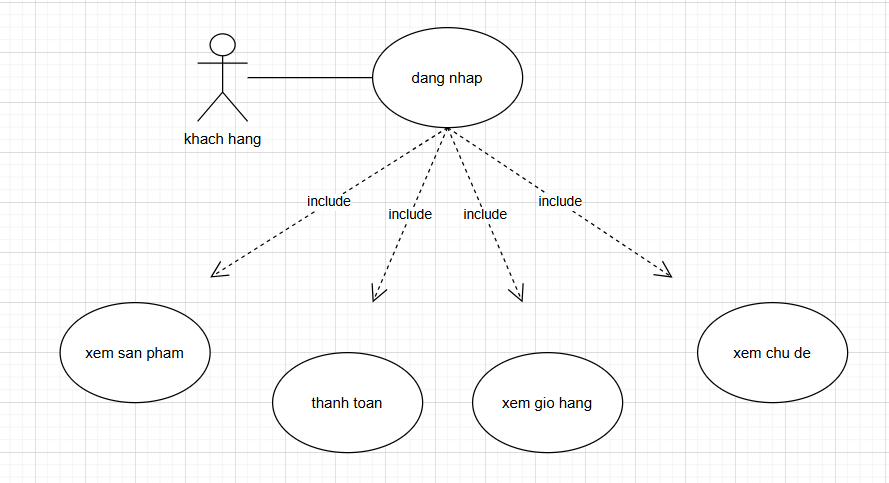 dang nhap
khach hang
include
include
include
include
xem san pham
thanh toan
xem gio hang
xem chu de